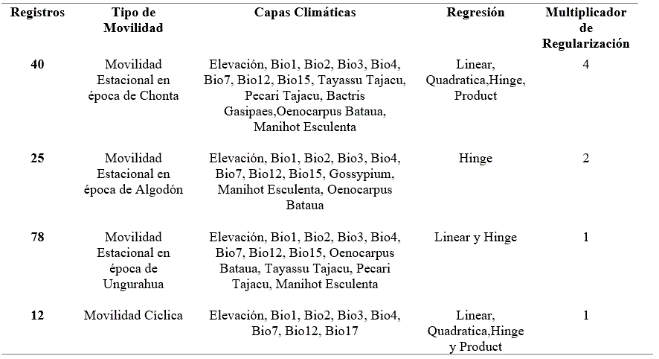 Registros Tipo de Movilidad Capas Climáticas Regresión Multiplicador de Regularización
40 Movilidad Elevación, Bio1, Bio2, Bio3, Bio4, Linear, 4
Estacional en Bio7, Bio12, Bio15, Tayassu Tajacu, Quadratica,Hinge,
época de Chonta Pecari Tajacu, Bactris Product
Gasipaes,Oenocarpus Bataua,
Manihot Esculenta
25 Movilidad Elevación, Bio1, Bio2, Bio3, Bio4, Hinge 2
Estacional en Bio7, Bio12, Bio15, Gossypium,
época de Algodón Manihot Esculenta, Oenocarpus
Bataua
78 Movilidad Elevación, Bio1, Bio2, Bio3, Bio4, Linear y Hinge 1
Estacional en Bio7, Bio12, Bio15, Oenocarpus
época de Bataua, Tayassu Tajacu, Pecari
Ungurahua Tajacu, Manihot Esculenta
12 Movilidad Cíclica Elevación, Bio1, Bio2, Bio3, Bio4, Linear, 1
Bio7, Bio12, Bio17 Quadratica,Hinge
y Product